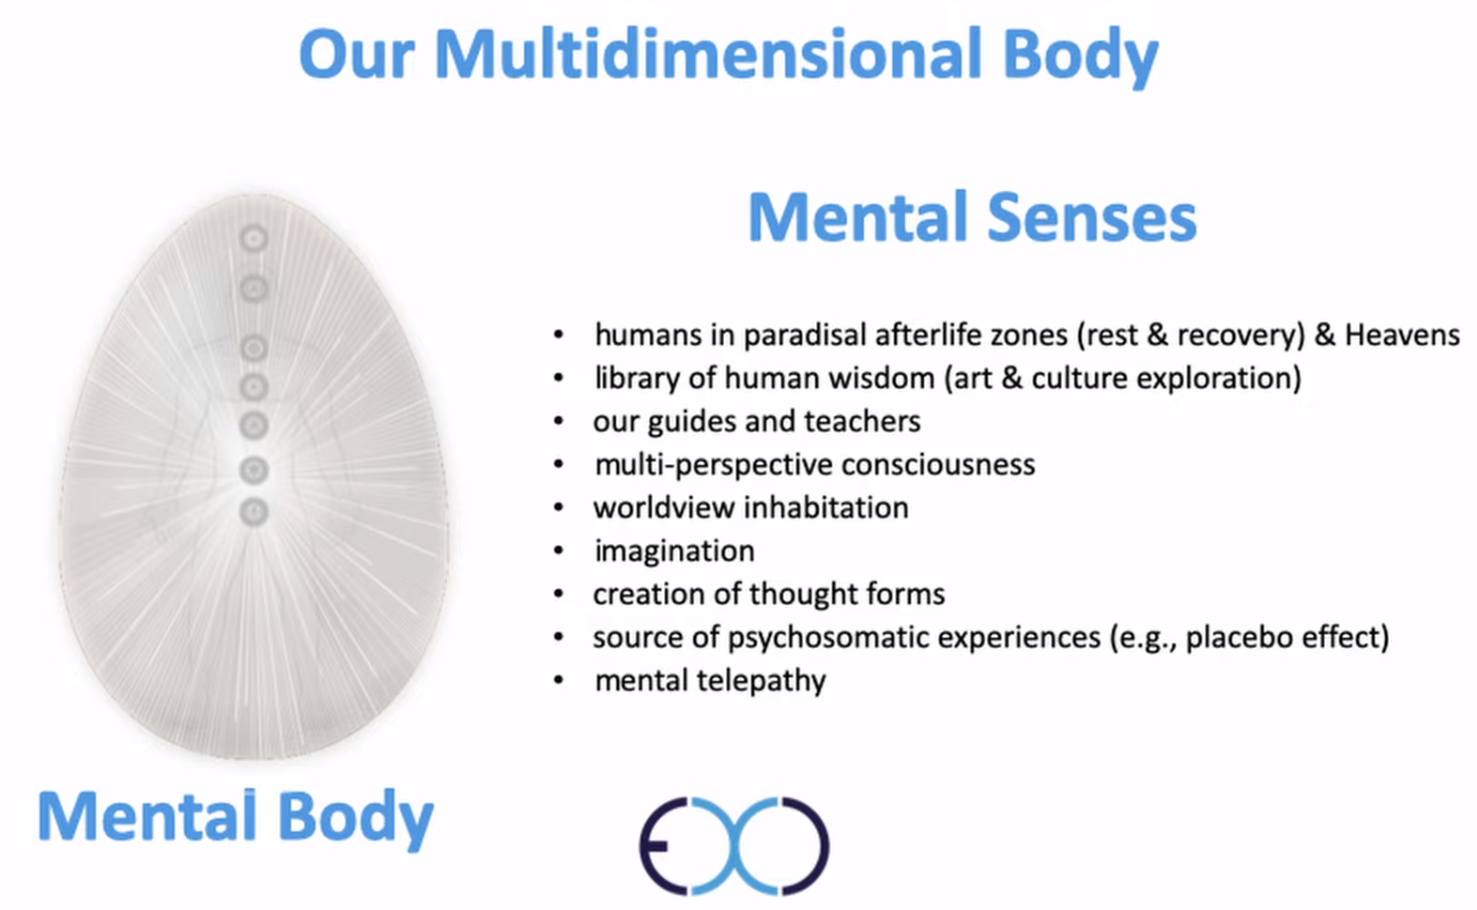 Our Multidimensional Body
Mental Senses
• humans in paradisal afterlife zones (rest & recovery) & Heavens
• library of human wisdom (art & culture exploration)
• our guides and teachers
• multi-perspective consciousness
• worldview inhabitation
• imagination
• creation of thought forms
• source of psychosomatic experiences (e.g., placebo effect)
• mental telepathy
Mental Body